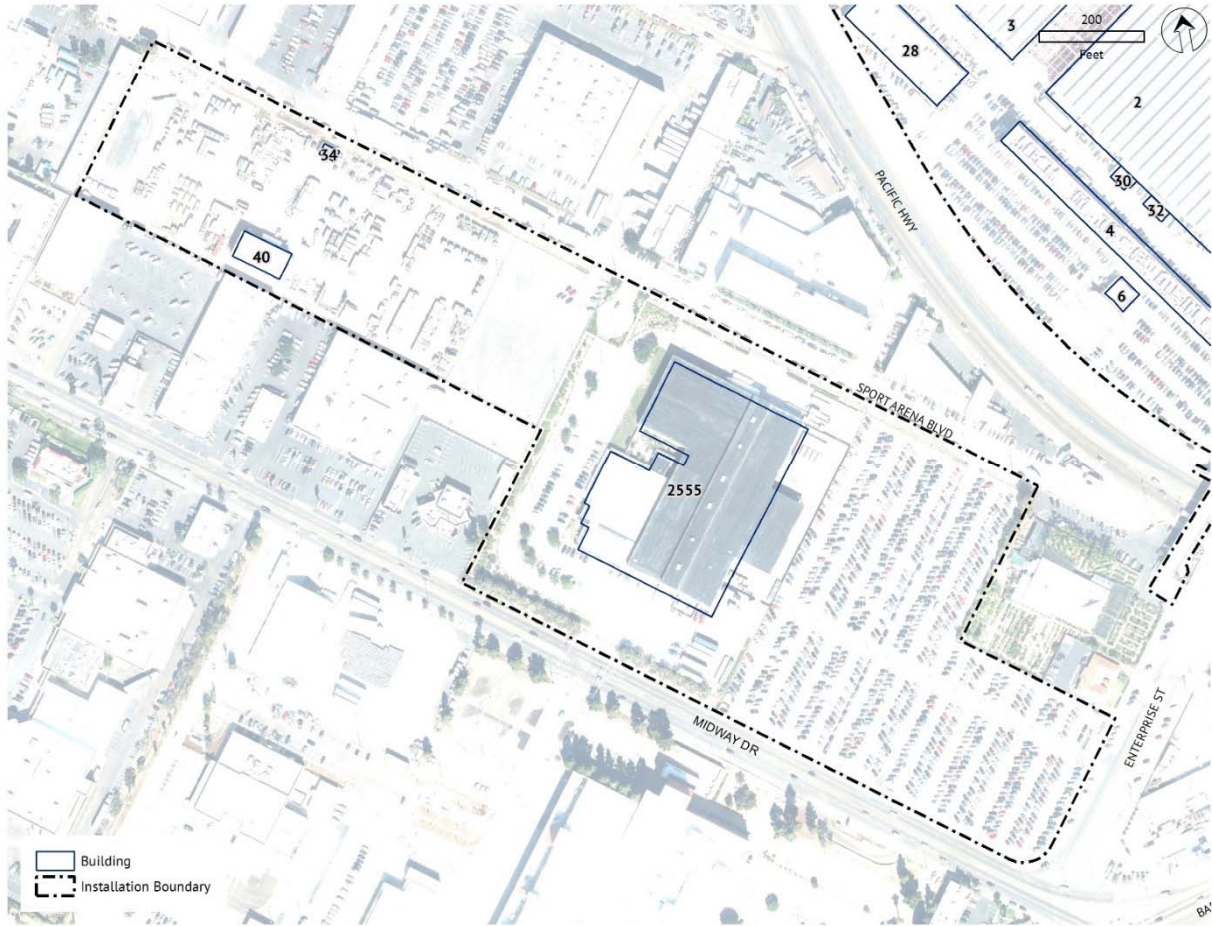 3
200
Feet
28
2
34
30
32
PACIFIC HWY
4
40
6
SPORT ARENA BLVD
2555
ENTERPRISE ST
MIDWAY DR
Building
Installation Boundary